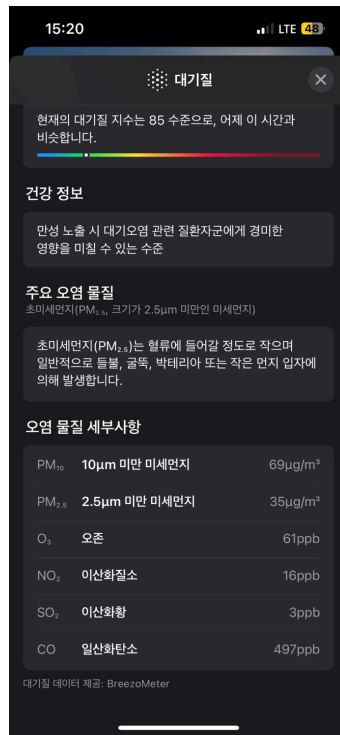 15:20 LTE 48
대기질
현재의 대기질 지수는 85 수준으로, 어제 이 시간과
비슷합니다.
건강 정보
만성 노출 시 대기오염 관련 질환자군에게 경미한
영향을 미칠 수 있는 수준
주요 오염 물질
초미세먼지(PM₂.₅, 크기가 2.5μm 미만인 미세먼지)
초미세먼지(PM₂.₅)는 혈류에 들어갈 정도로 작으며
일반적으로 들불, 굴뚝, 박테리아 또는 작은 먼지 입자에
의해 발생합니다.
오염 물질 세부사항
PM₁₀ 10μm 미만 미세먼지 69μg/m³
PM₂.₅ 2.5μm 미만 미세먼지 35μg/m³
O₃ 오존 61ppb
NO₂ 이산화질소 16ppb
SO₂ 이산화황 3ppb
CO 일산화탄소 497ppb
대기질 데이터 제공: BreezoMeter